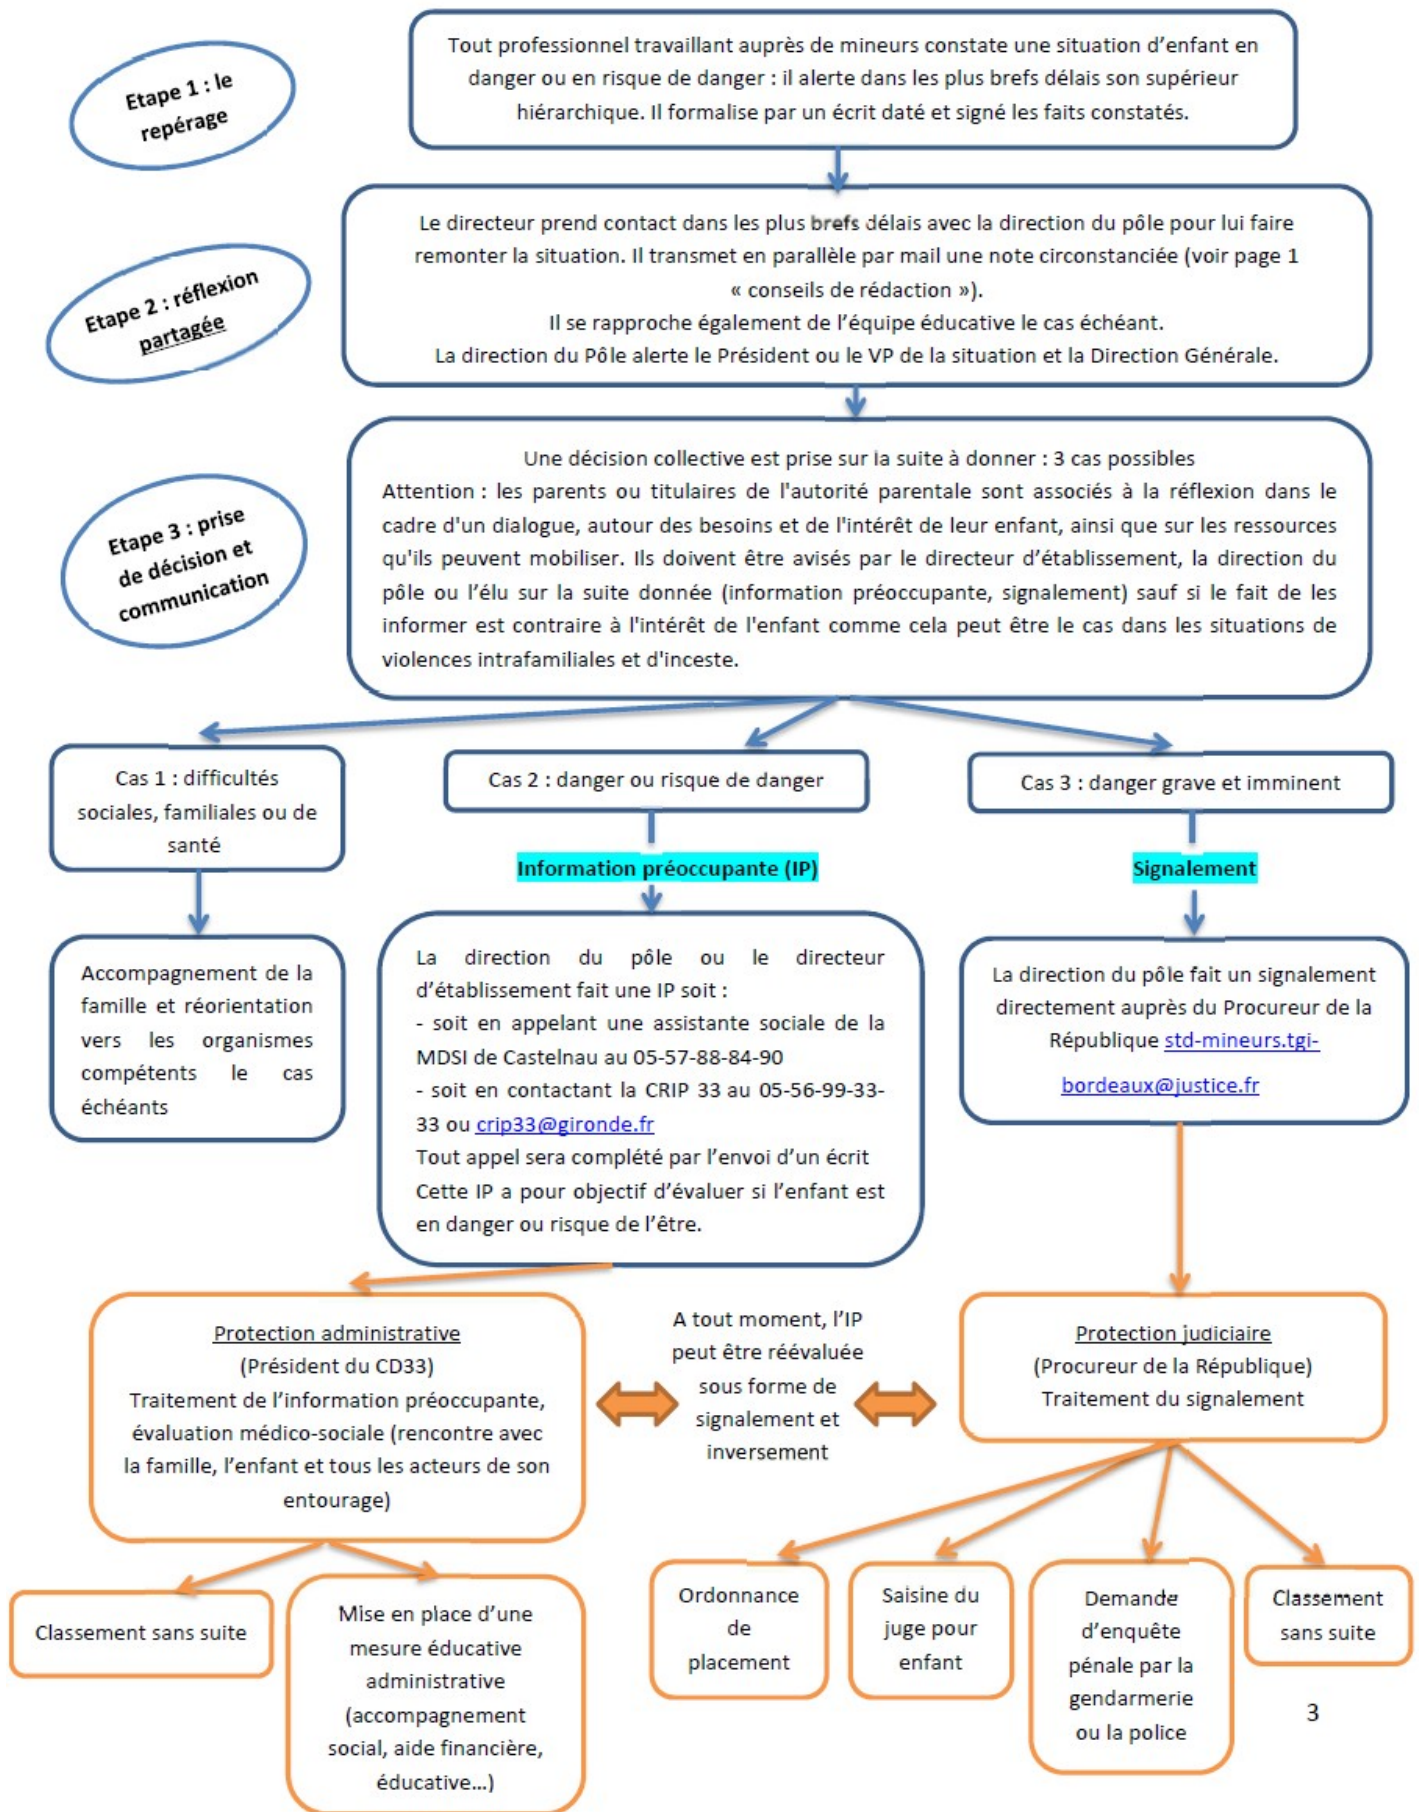 Etape 1 : le
repérage
Tout professionnel travaillant auprès de mineurs constate une situation d’enfant en
danger ou en risque de danger : il alerte dans les plus brefs délais son supérieur
hiérarchique. Il formalise par un écrit daté et signé les faits constatés.
Etape 2 : réflexion
partagée
Le directeur prend contact dans les plus brefs délais avec la direction du pôle pour lui faire
remonter la situation. Il transmet en parallèle par mail une note circonstanciée (voir page 1
« conseils de rédaction »).
Il se rapproche également de l’équipe éducative le cas échéant.
La direction du Pôle alerte le Président ou le VP de la situation et la Direction Générale.
Etape 3 : prise
de décision et
communication
Une décision collective est prise sur la suite à donner : 3 cas possibles
Attention : les parents ou titulaires de l'autorité parentale sont associés à la réflexion dans le
cadre d'un dialogue, autour des besoins et de l'intérêt de leur enfant, ainsi que sur les ressources
qu'ils peuvent mobiliser. Ils doivent être avisés par le directeur d’établissement, la direction du
pôle ou l’élu sur la suite donnée (information préoccupante, signalement) sauf si le fait de les
informer est contraire à l'intérêt de l'enfant comme cela peut être le cas dans les situations de
violences intrafamiliales et d'inceste.
Cas 1 : difficultés
sociales, familiales ou de
santé
Accompagnement de la
famille et réorientation
vers les organismes
compétents le cas
échéants
Cas 2 : danger ou risque de danger
Information préoccupante (IP)
La direction du pôle ou le directeur
d’établissement fait une IP soit :
- soit en appelant une assistante sociale de la
MDSI de Castelnau au 05-57-88-84-90
- soit en contactant la CRIP 33 au 05-56-99-33-
33 ou crip33@gironde.fr
Tout appel sera complété par l’envoi d’un écrit
Cette IP a pour objectif d’évaluer si l’enfant est
en danger ou risque de l’être.
Cas 3 : danger grave et imminent
Signalement
La direction du pôle fait un signalement
directement auprès du Procureur de la
République std-mineurs.tgi-
bordeaux@justice.fr
Protection administrative
(Président du CD33)
Traitement de l’information préoccupante,
évaluation médico-sociale (rencontre avec
la famille, l’enfant et tous les acteurs de son
entourage)
A tout moment, l’IP
peut être réévaluée
sous forme de
signalement et
inversement
Protection judiciaire
(Procureur de la République)
Traitement du signalement
Classement sans suite
Mise en place d’une
mesure éducative
administrative
(accompagnement
social, aide financière,
éducative…)
Ordonnance
de
placement
Saisine du
juge pour
enfant
Demande
d’enquête
pénale par la
gendarmerie
ou la police
Classement
sans suite
3